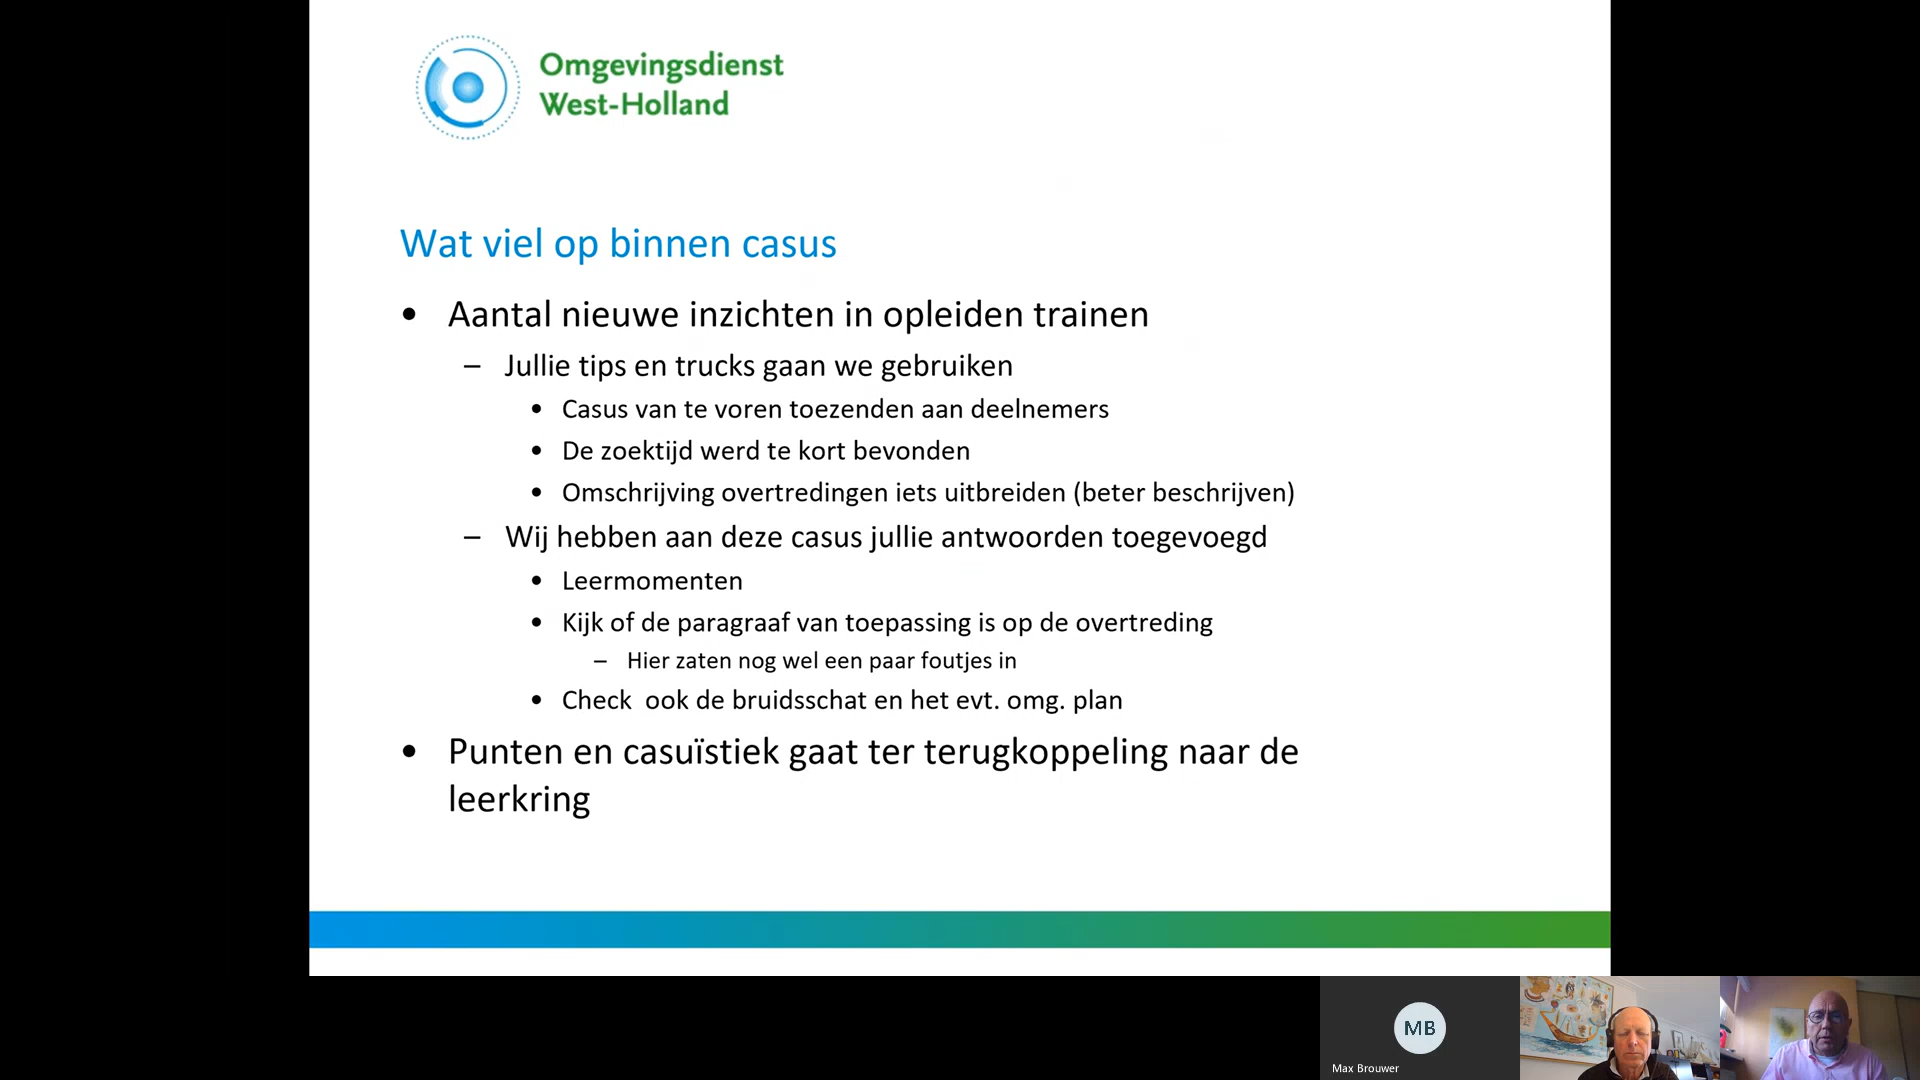 Omgevingsdienst
West-Holland
Wat viel op binnen casus
• Aantal nieuwe inzichten in opleiden trainen
– Jullie tips en trucks gaan we gebruiken
• Casus van te voren toezenden aan deelnemers
• De zoektijd werd te kort bevonden
• Omschrijving overtredingen iets uitbreiden (beter beschrijven)
– Wij hebben aan deze casus jullie antwoorden toegevoegd
• Leermomenten
• Kijk of de paragraaf van toepassing is op de overtreding
– Hier zaten nog wel een paar foutjes in
• Check  ook de bruidsschat en het evt. omg. plan
• Punten en casuïstiek gaat ter terugkoppeling naar de
leerkring
MB
Max Brouwer